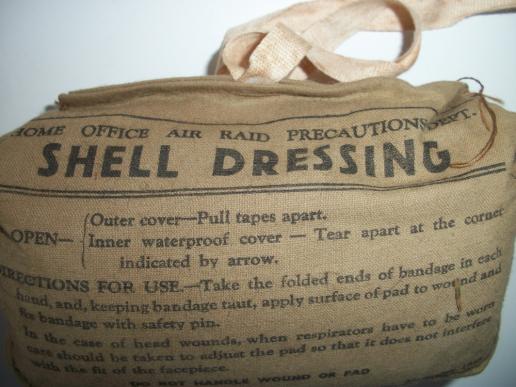 HOME OFFICE AIR RAID PRECAUTIONS DEPT.
SHELL DRESSING
Outer cover—Pull tapes apart.
OPEN— Inner waterproof cover — Tear apart at the corner
indicated by arrow.
DIRECTIONS FOR USE.—Take the folded ends of bandage in each
hand, and, keeping bandage taut, apply surface of pad to wound and
fix bandage with safety pin.
In the case of head wounds, when respirators have to be worn
care should be taken to adjust the pad so that it does not interfere
with the fit of the facepiece.
DO NOT HANDLE WOUND OR PAD